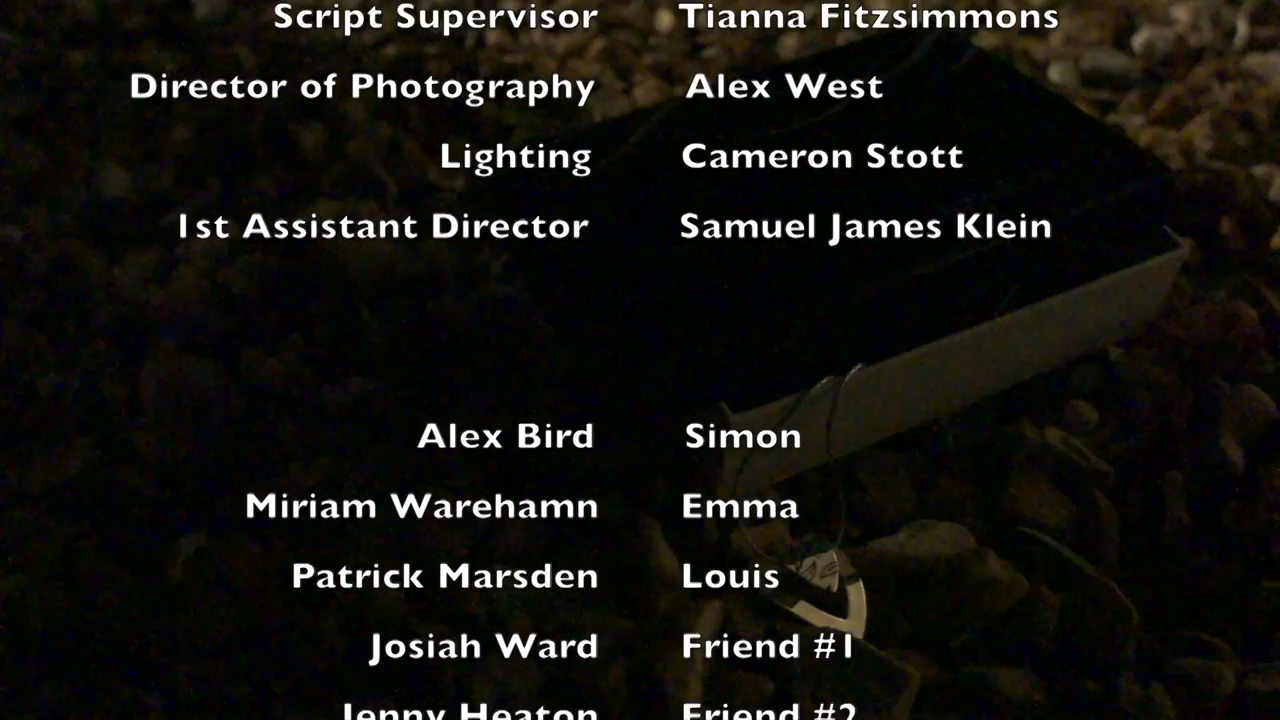 Script Supervisor Tianna Fitzsimmons
Director of Photography Alex West
Lighting Cameron Stott
1st Assistant Director Samuel James Klein
Alex Bird Simon
Miriam Warehamn Emma
Patrick Marsden Louis
Josiah Ward Friend #1
Jenny Heaton Friend #2